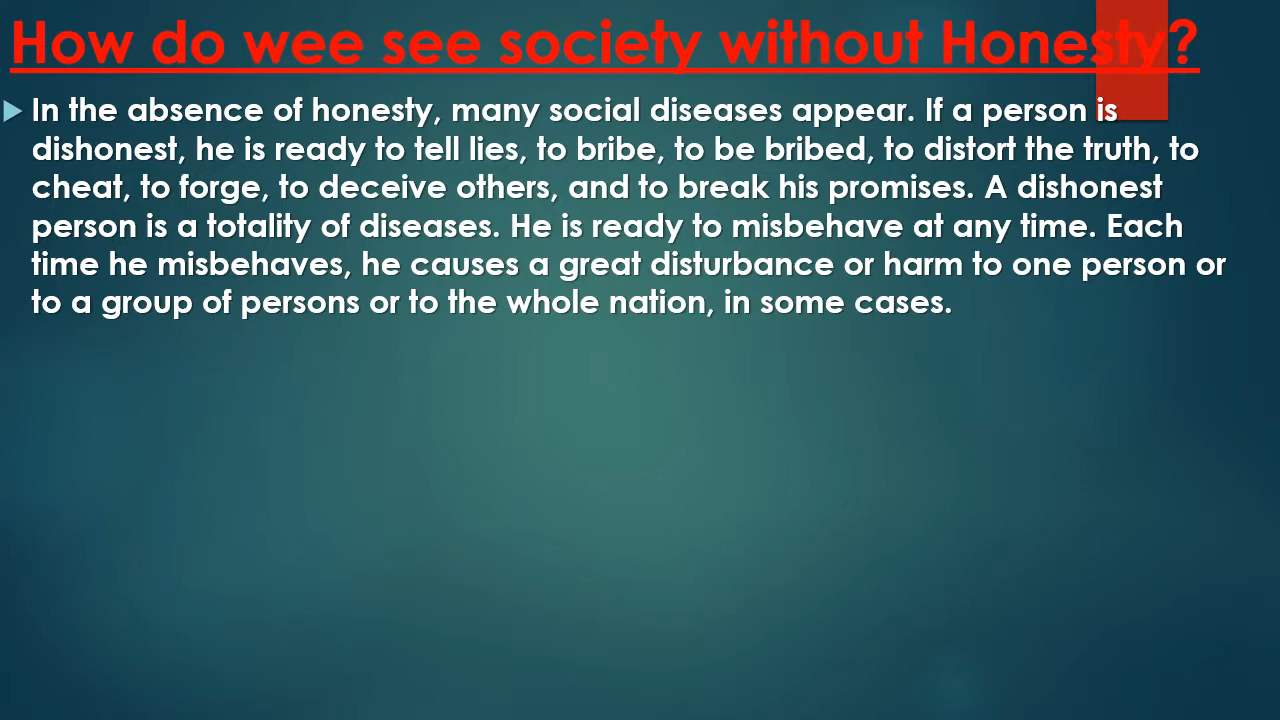 How do wee see society without Honesty?
In the absence of honesty, many social diseases appear. If a person is
dishonest, he is ready to tell lies, to bribe, to be bribed, to distort the truth, to
cheat, to forge, to deceive others, and to break his promises. A dishonest
person is a totality of diseases. He is ready to misbehave at any time. Each
time he misbehaves, he causes a great disturbance or harm to one person or
to a group of persons or to the whole nation, in some cases.